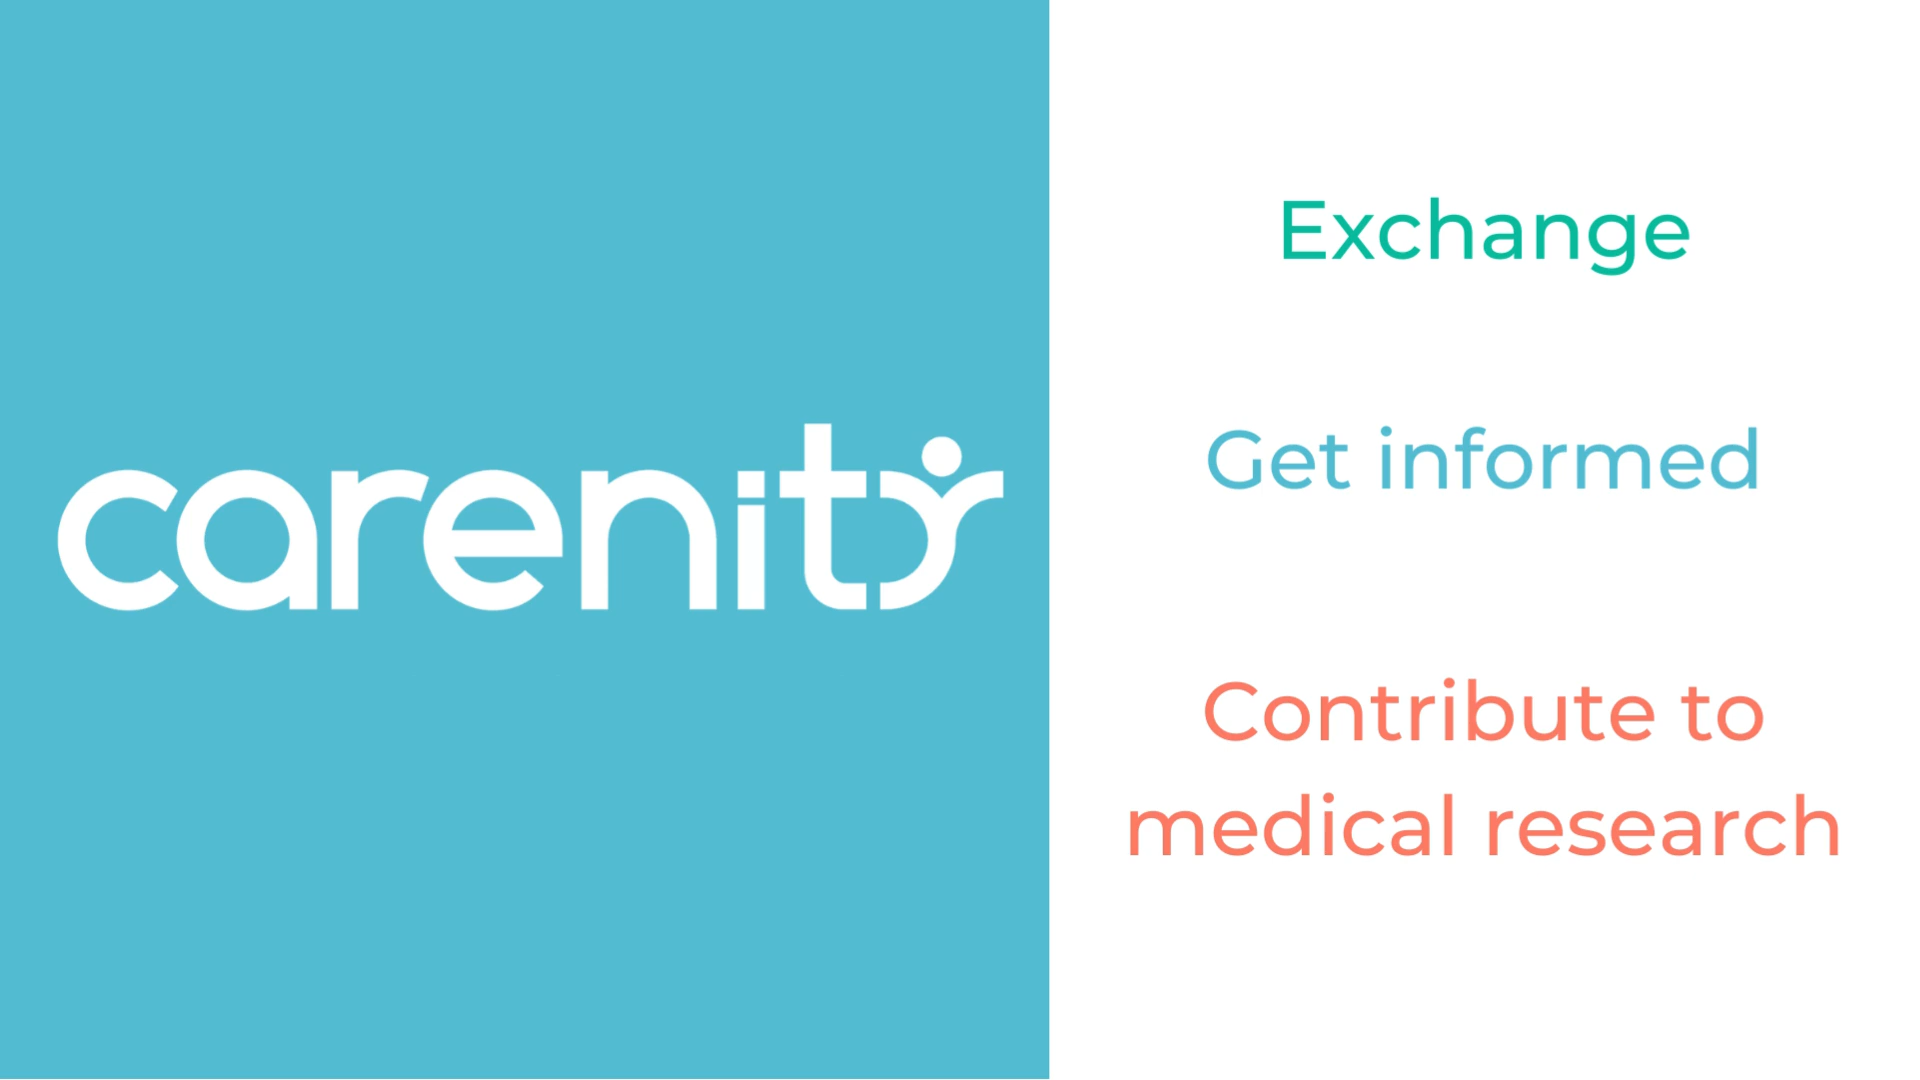 carenity
Exchange
Get informed
Contribute to
medical research